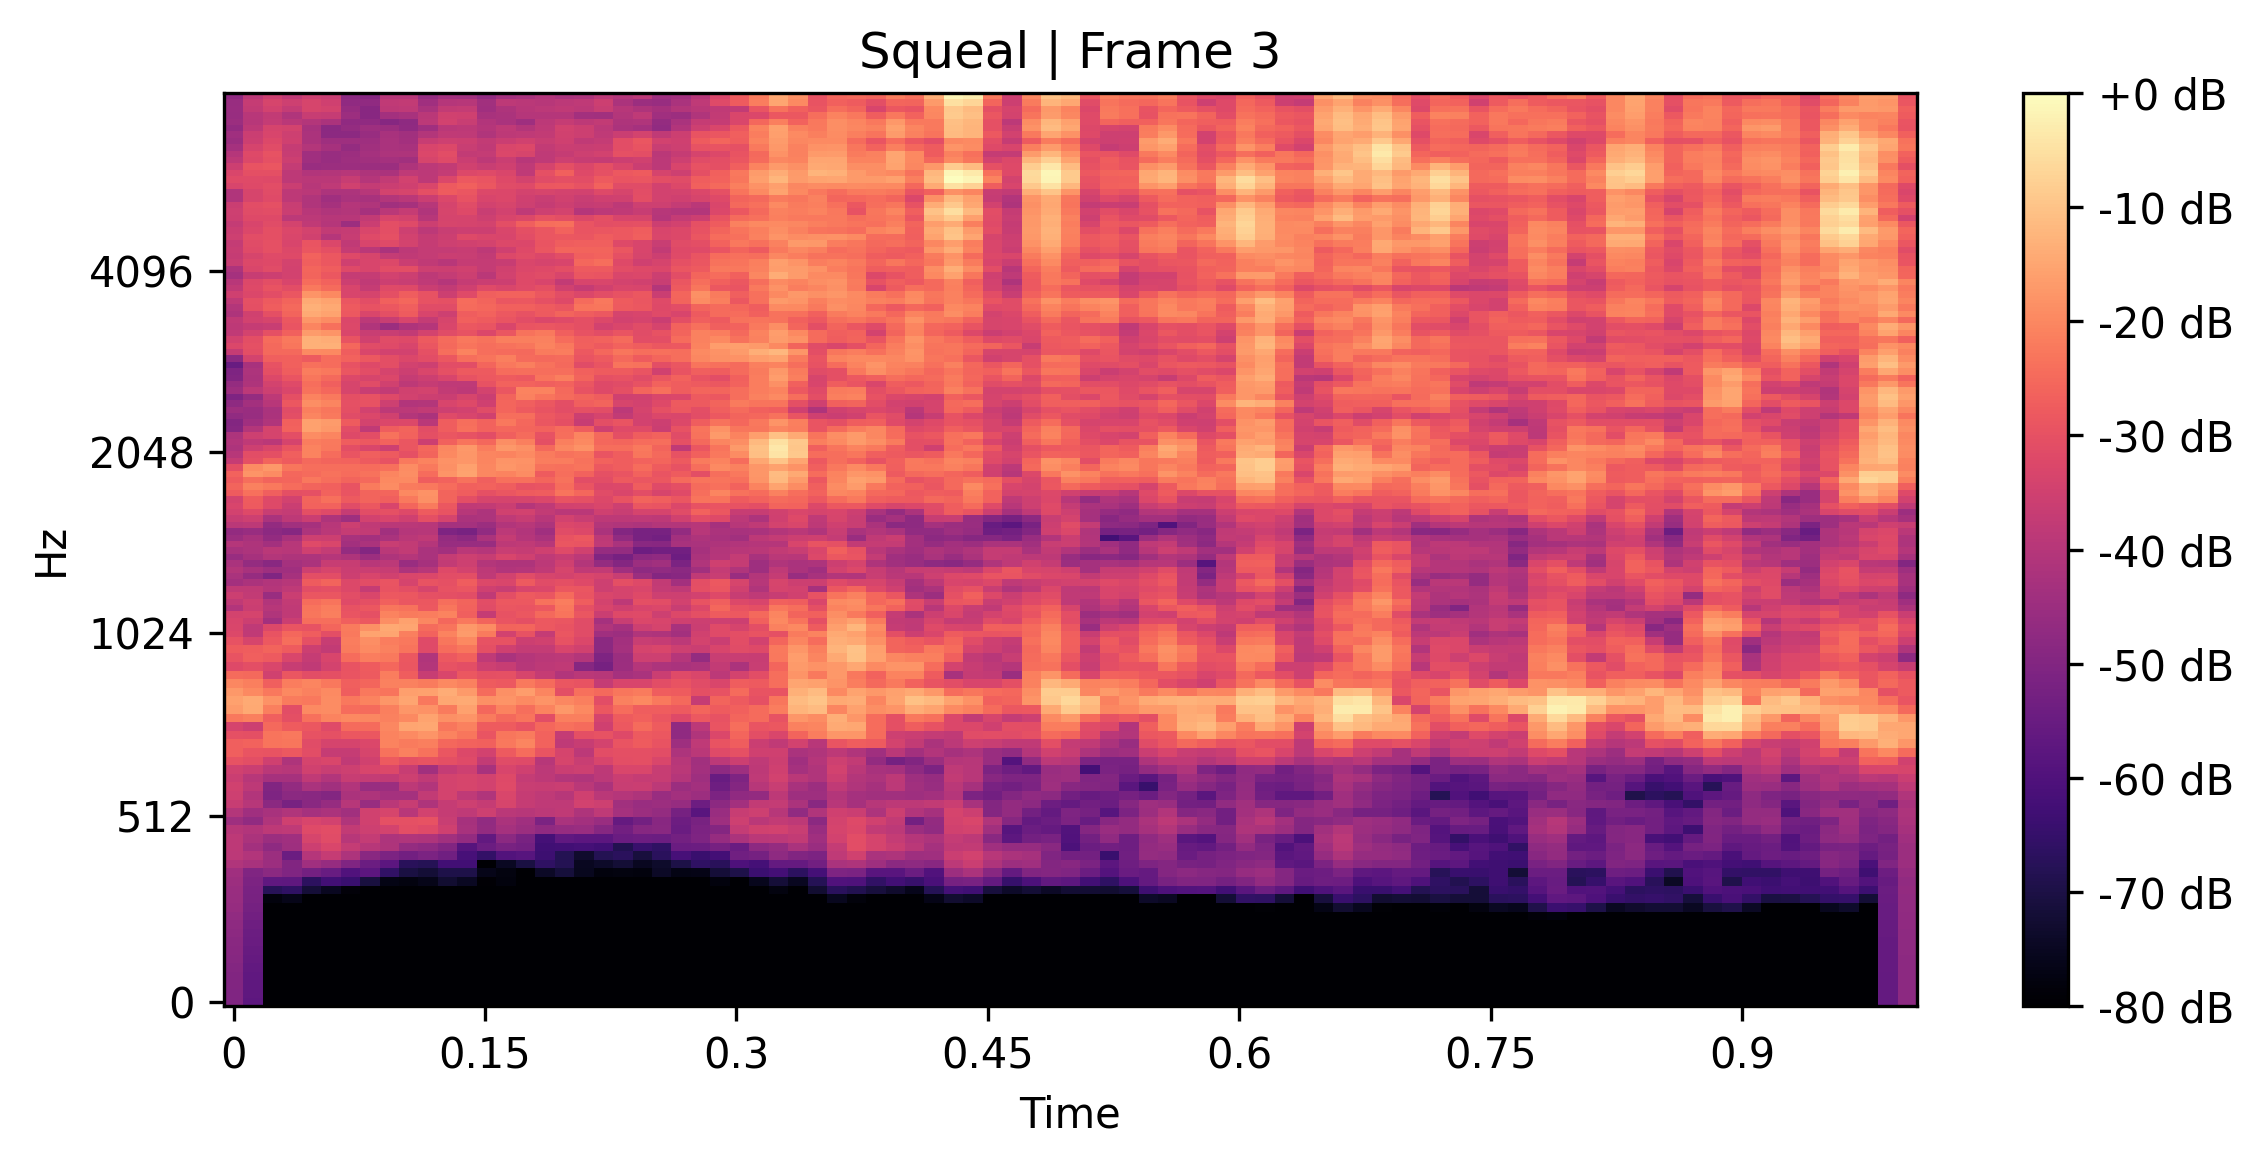 Squeal | Frame 3
+0 dB
-10 dB
-20 dB
-30 dB
-40 dB
-50 dB
-60 dB
-70 dB
-80 dB
Hz
4096
2048
1024
512
0
0 0.15 0.3 0.45 0.6 0.75 0.9
Time